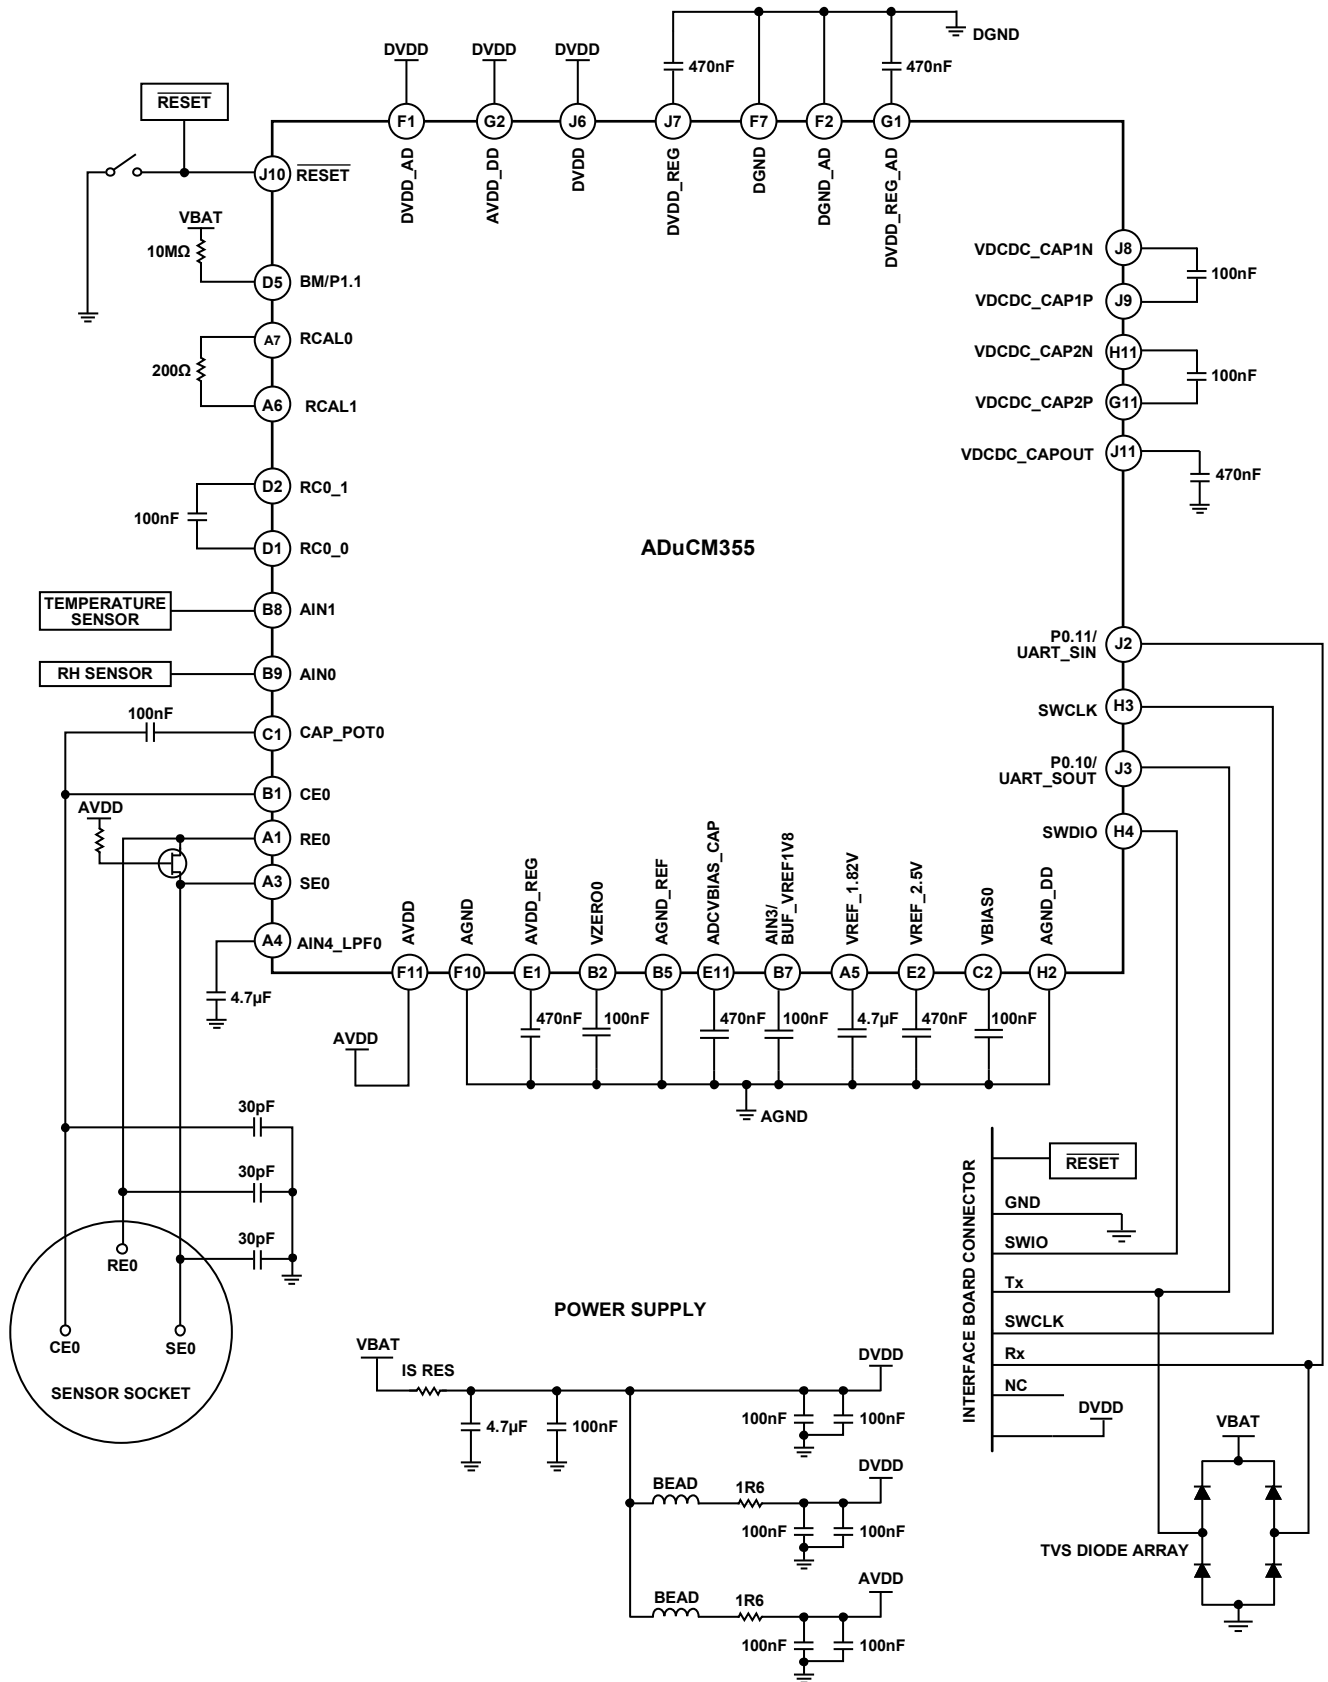 DGND
DVDD
DVDD
DVDD
470nF
470nF
RESET
F1
G2
J6
J7
F7
F2
G1
DVDD_AD
AVDD_DD
DVDD
DVDD_REG
DGND
DGND_AD
DVDD_REG_AD
J10
RESET
VBAT
10MΩ
D5
BM/P1.1
A7
RCAL0
200Ω
A6
RCAL1
D2
RC0_1
100nF
D1
RC0_0
TEMPERATURE
SENSOR
B8
AIN1
RH SENSOR
B9
AIN0
100nF
C1
CAP_POT0
B1
CE0
AVDD
A1
RE0
A3
SE0
A4
AIN4_LPF0
4.7µF
ADuCM355
VDCDC_CAP1N
J8
100nF
VDCDC_CAP1P
J9
VDCDC_CAP2N
H11
100nF
VDCDC_CAP2P
G11
VDCDC_CAPOUT
J11
470nF
P0.11/
UART_SIN
J2
SWCLK
H3
P0.10/
UART_SOUT
J3
SWDIO
H4
AVDD
AGND
AVDD_REG
VZERO0
AGND_REF
ADCVBIAS_CAP
AIN3/
BUF_VREF1V8
VREF_1.82V
VREF_2.5V
VBIAS0
AGND_DD
F11
F10
E1
B2
B5
E11
B7
A5
E2
C2
H2
470nF
100nF
470nF
100nF
4.7µF
470nF
100nF
AVDD
AGND
30pF
30pF
30pF
RE0
CE0
SE0
SENSOR SOCKET
POWER SUPPLY
VBAT
IS RES
4.7µF
100nF
DVDD
100nF
100nF
BEAD
1R6
DVDD
100nF
100nF
BEAD
1R6
AVDD
100nF
100nF
INTERFACE BOARD CONNECTOR
RESET
GND
SWIO
Tx
SWCLK
Rx
NC
DVDD
VBAT
TVS DIODE ARRAY